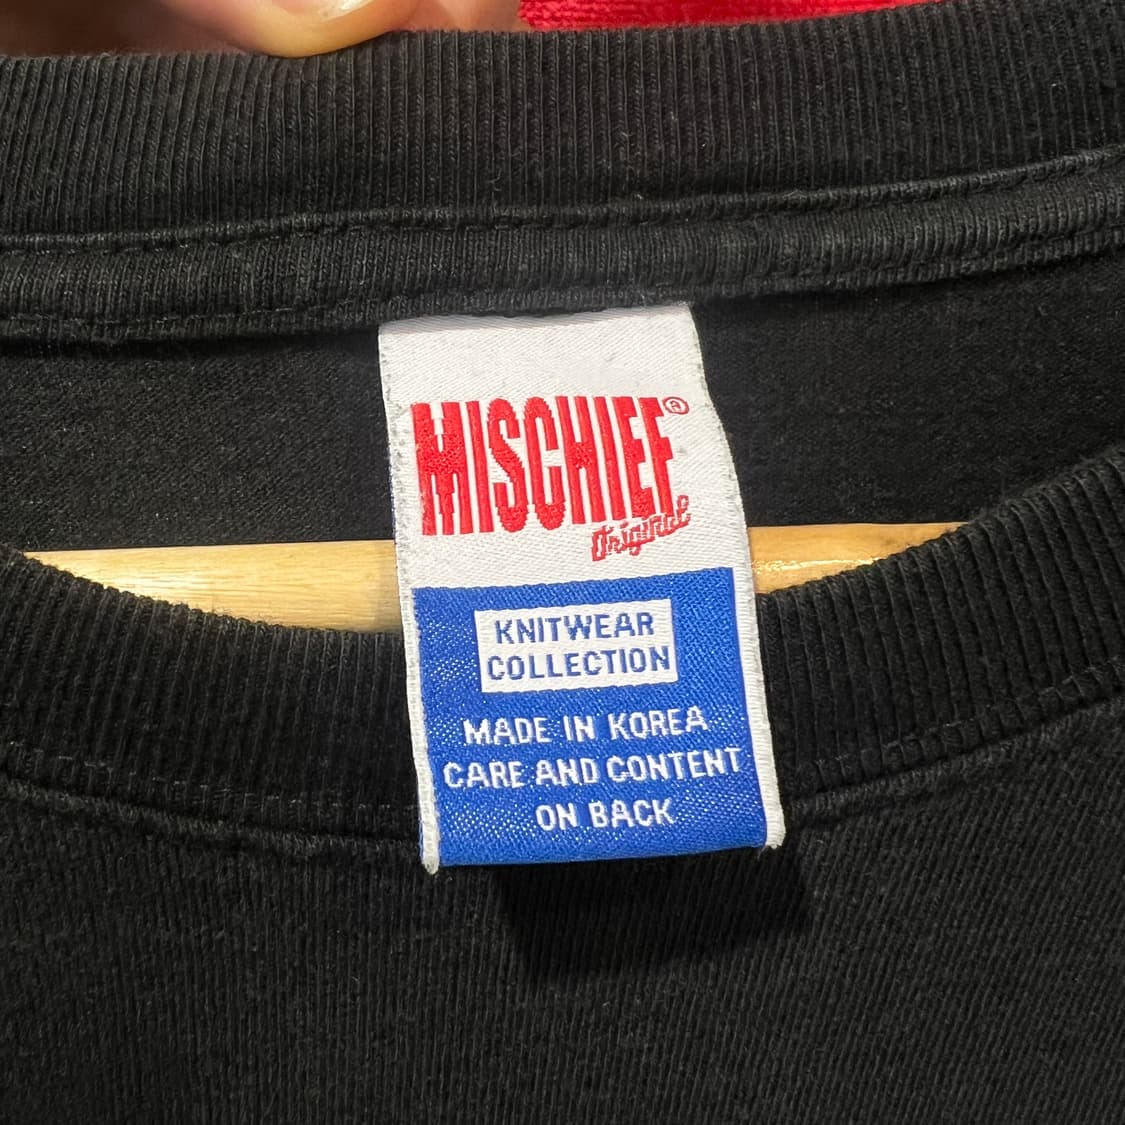 MISCHIEF®
Original
KNITWEAR
COLLECTION
MADE IN KOREA
CARE AND CONTENT
ON BACK